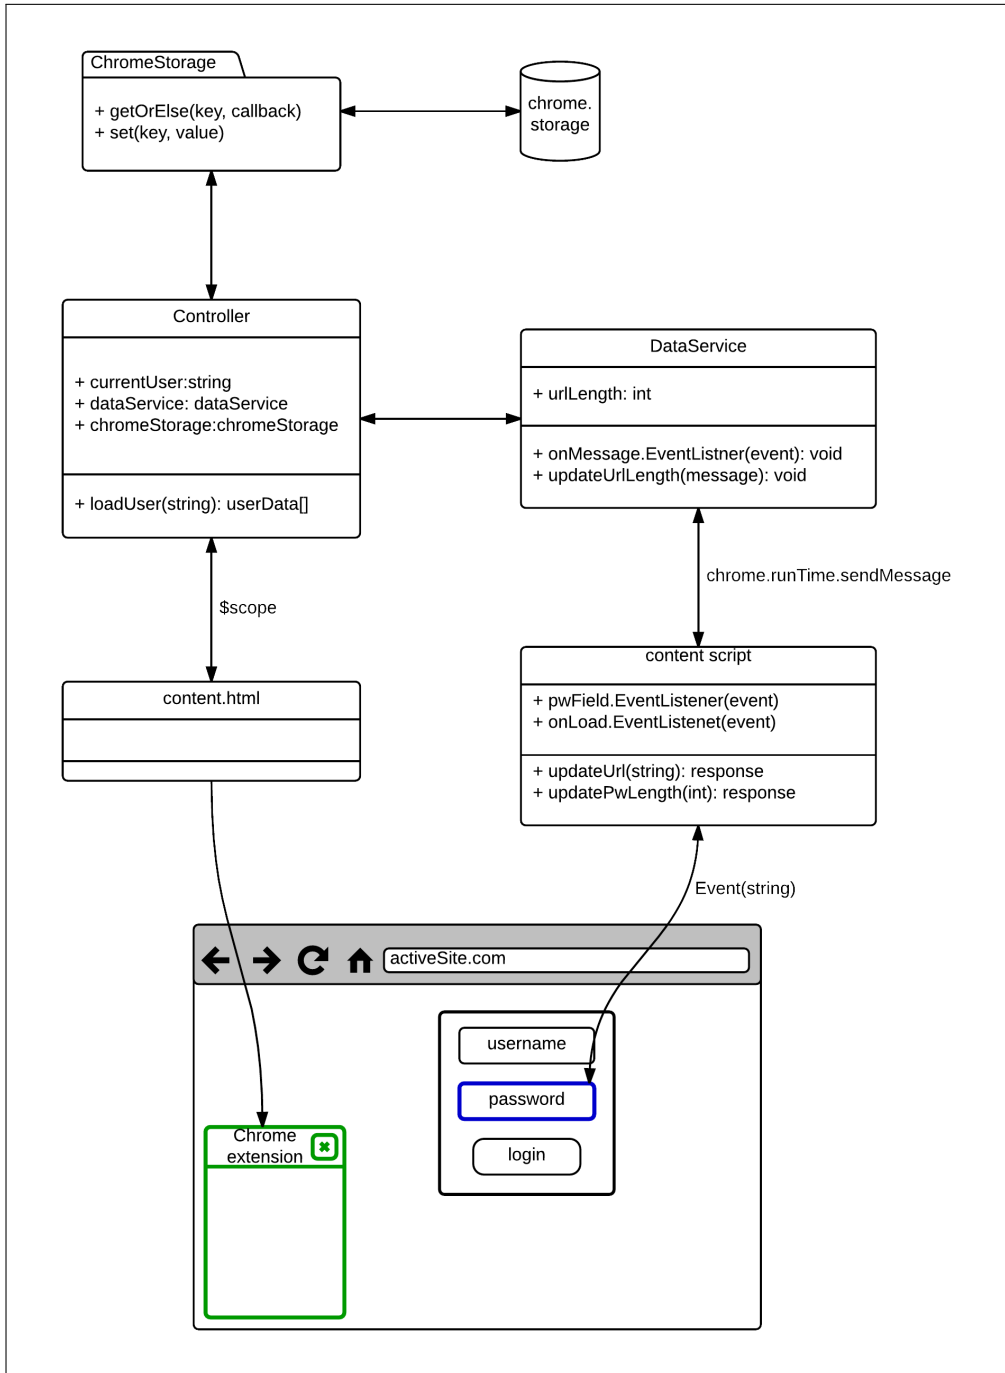 ChromeStorage
+ getOrElse(key, callback)
+ set(key, value)
chrome.
storage
Controller
+ currentUser:string
+ dataService: dataService
+ chromeStorage:chromeStorage
+ loadUser(string): userData[]
DataService
+ urlLength: int
+ onMessage.EventListner(event): void
+ updateUrlLength(message): void
chrome.runTime.sendMessage
$scope
content.html
content script
+ pwField.EventListener(event)
+ onLoad.EventListenet(event)
+ updateUrl(string): response
+ updatePwLength(int): response
Event(string)
activeSite.com
username
password
login
Chrome
extension